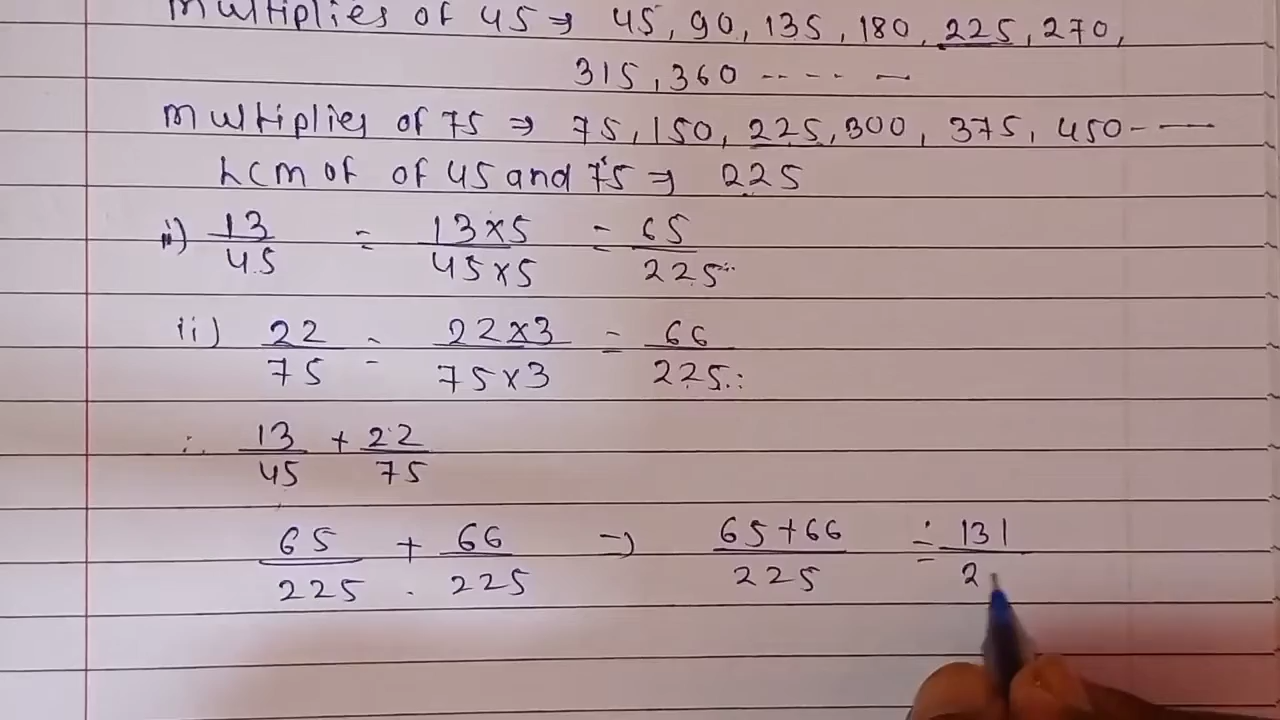 multiplies of 45 ⇒ 45, 90, 135, 180, 225, 270,
315, 360 ---- —
multiplies of 75 ⇒ 75, 150, 225, 300, 375, 450- —
LCM of of 45 and 75 ⇒ 225
ii) 13/45 = 13×5/45×5 = 65/225
ii) 22/75 = 22×3/75×3 = 66/225
∴ 13/45 + 22/75
65/225 + 66/225 → 65+66/225 = 131/2